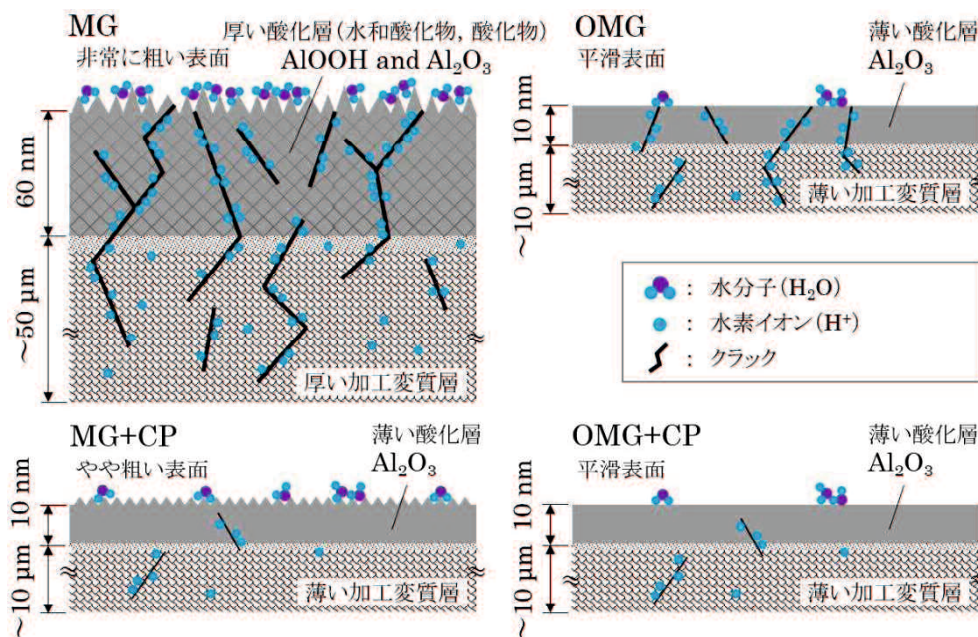 MG
非常に粗い表面
厚い酸化層(水和酸化物, 酸化物)
AlOOH and Al₂O₃
60 nm
~50 μm
厚い加工変質層
OMG
平滑表面
薄い酸化層
Al₂O₃
10 nm
~10 μm
薄い加工変質層
: 水分子(H₂O)
: 水素イオン(H⁺)
: クラック
MG+CP
やや粗い表面
薄い酸化層
Al₂O₃
10 nm
~ 10 μm
薄い加工変質層
OMG+CP
平滑表面
薄い酸化層
Al₂O₃
10 nm
~ 10 μm
薄い加工変質層